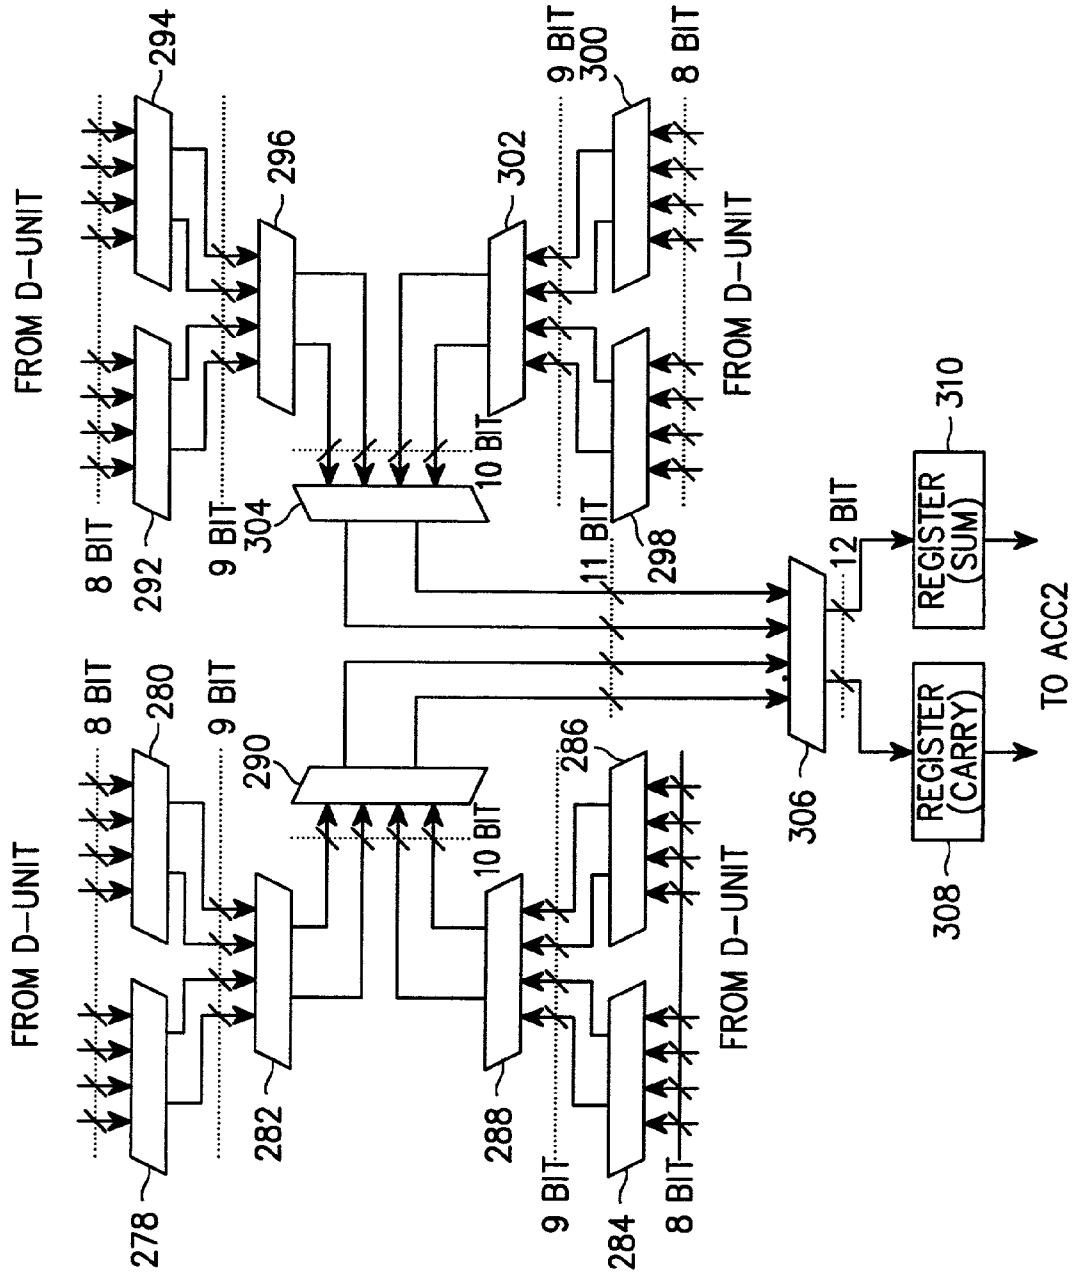 FROM D-UNIT
8 BIT
278
280
9 BIT
282
290
10 BIT
288
9 BIT
284
286
8 BIT
FROM D-UNIT
FROM D-UNIT
8 BIT
292
294
9 BIT
296
304
10 BIT
302
9 BIT
298
300
8 BIT
FROM D-UNIT
11 BIT
306
12 BIT
308
REGISTER
(CARRY)
310
REGISTER
(SUM)
TO ACC2